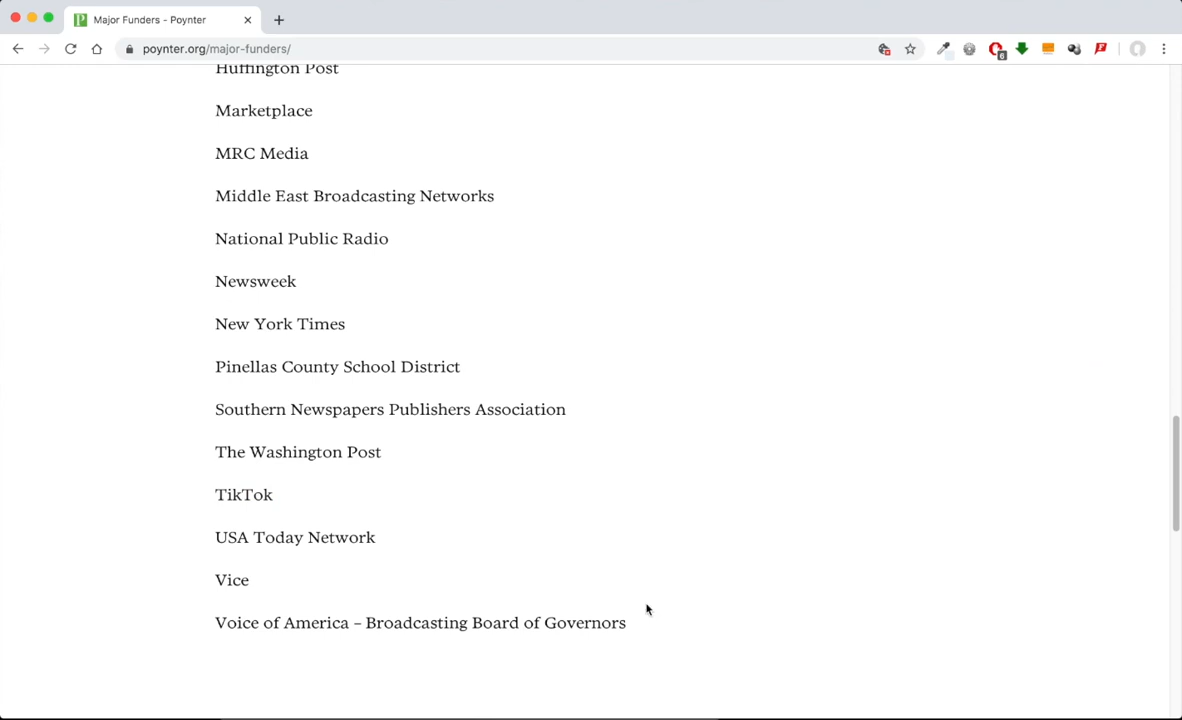 Major Funders - Poynter
poynter.org/major-funders/
6
Huffington Post
Marketplace
MRC Media
Middle East Broadcasting Networks
National Public Radio
Newsweek
New York Times
Pinellas County School District
Southern Newspapers Publishers Association
The Washington Post
TikTok
USA Today Network
Vice
Voice of America – Broadcasting Board of Governors